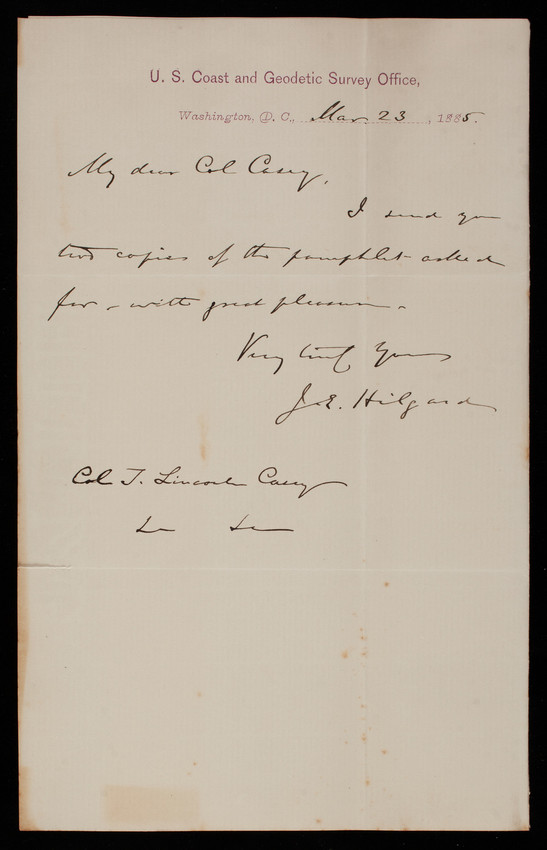 U. S. Coast and Geodetic Survey Office,
Washington, D. C., Mar. 23, 1885.
My dear Col Casey,
I send you
two copies of the pamphlet asked
for – with great pleasure.
Very truly Yours
J. E. Hilgard
Col T. Lincoln Casey